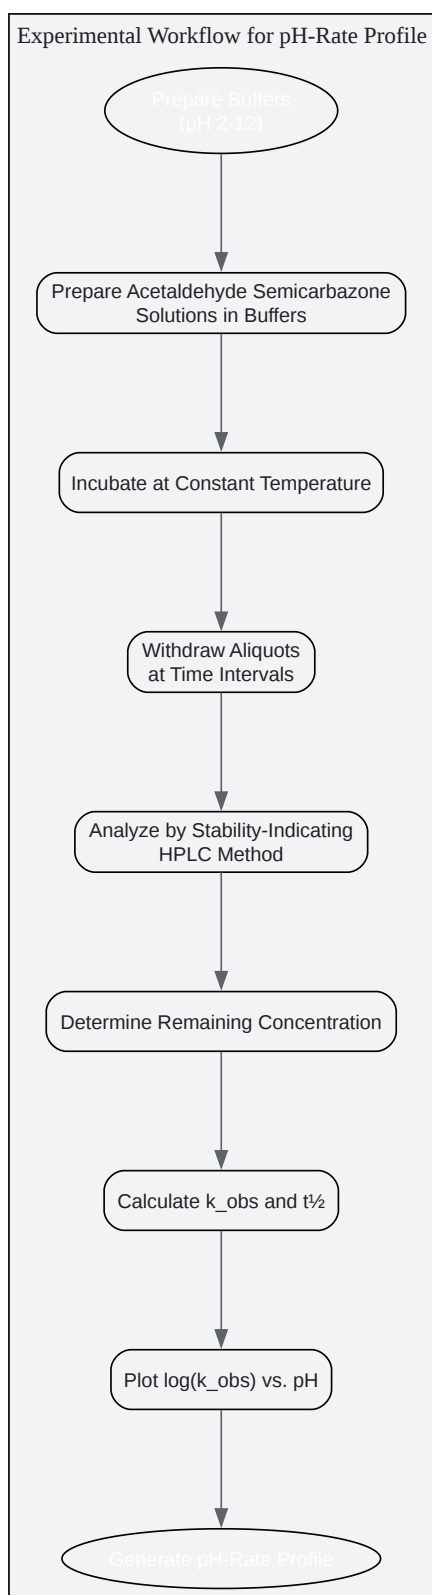 Experimental Workflow for pH-Rate Profile
Prepare Buffers
(pH 2-12)
Prepare Acetaldehyde Semicarbazone
Solutions in Buffers
Incubate at Constant Temperature
Withdraw Aliquots
at Time Intervals
Analyze by Stability-Indicating
HPLC Method
Determine Remaining Concentration
Calculate k_obs and t½
Plot log(k_obs) vs. pH
Generate pH-Rate Profile